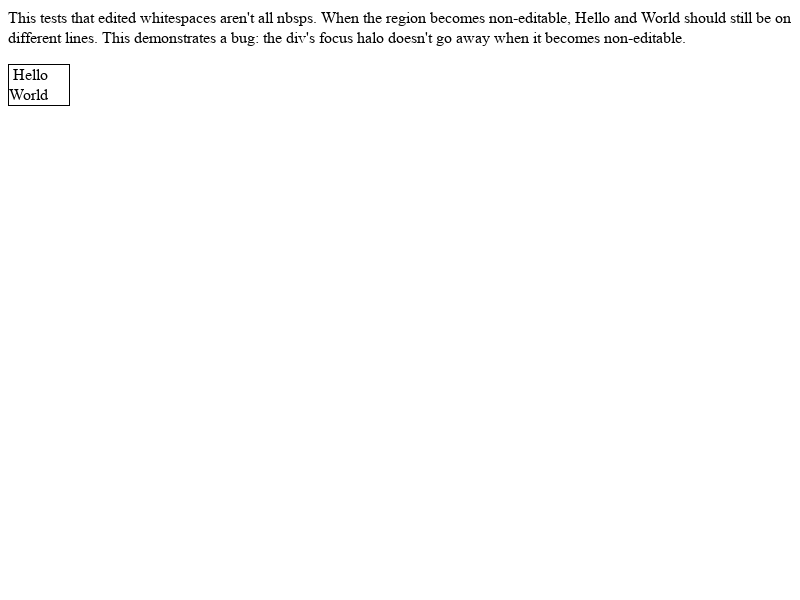 This tests that edited whitespaces aren't all nbsps. When the region becomes non-editable, Hello and World should still be on
different lines. This demonstrates a bug: the div's focus halo doesn't go away when it becomes non-editable.
Hello
World